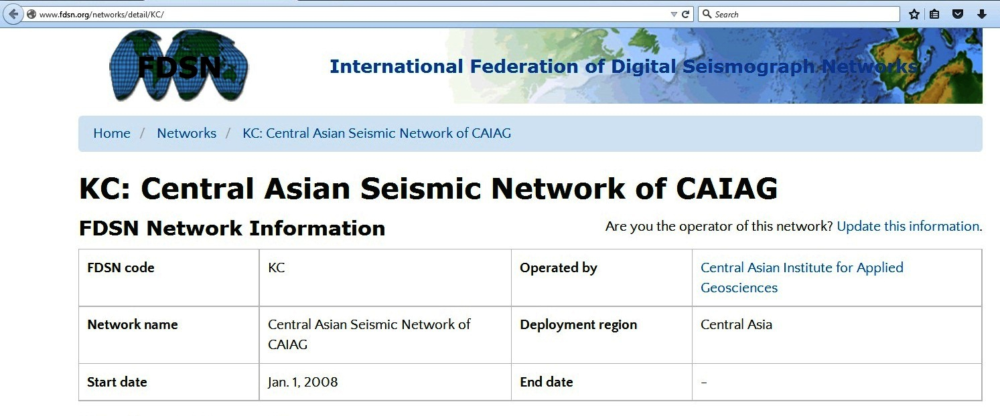 www.fdsn.org/networks/detail/KC/
Search
FDSN
International Federation of Digital Seismograph Networks
Home / Networks / KC: Central Asian Seismic Network of CAIAG
KC: Central Asian Seismic Network of CAIAG
FDSN Network Information
Are you the operator of this network? Update this information.
FDSN code
KC
Operated by
Central Asian Institute for Applied
Geosciences
Network name
Central Asian Seismic Network of
CAIAG
Deployment region
Central Asia
Start date
Jan. 1, 2008
End date
–